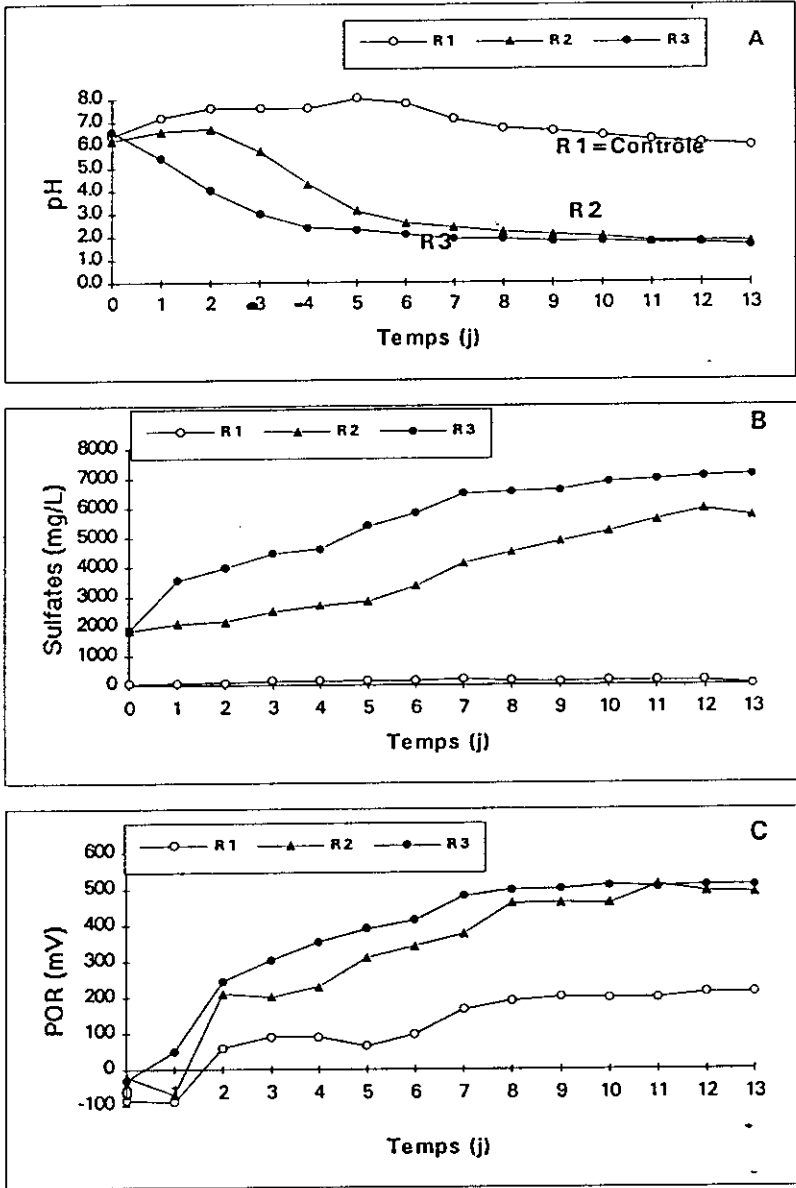 R1 R2 R3
A
pH
8.0
7.0
6.0
5.0
4.0
3.0
2.0
1.0
0.0
R1=Contrôle
R2
R3
0 1 2 3 4 5 6 7 8 9 10 11 12 13
Temps (j)
R1 R2 R3
B
Sulfates (mg/L)
8000
7000
6000
5000
4000
3000
2000
1000
0
0 1 2 3 4 5 6 7 8 9 10 11 12 13
Temps (j)
R1 R2 R3
C
POR (mV)
600
500
400
300
200
100
0
-100
0 1 2 3 4 5 6 7 8 9 10 11 12 13
Temps (j)